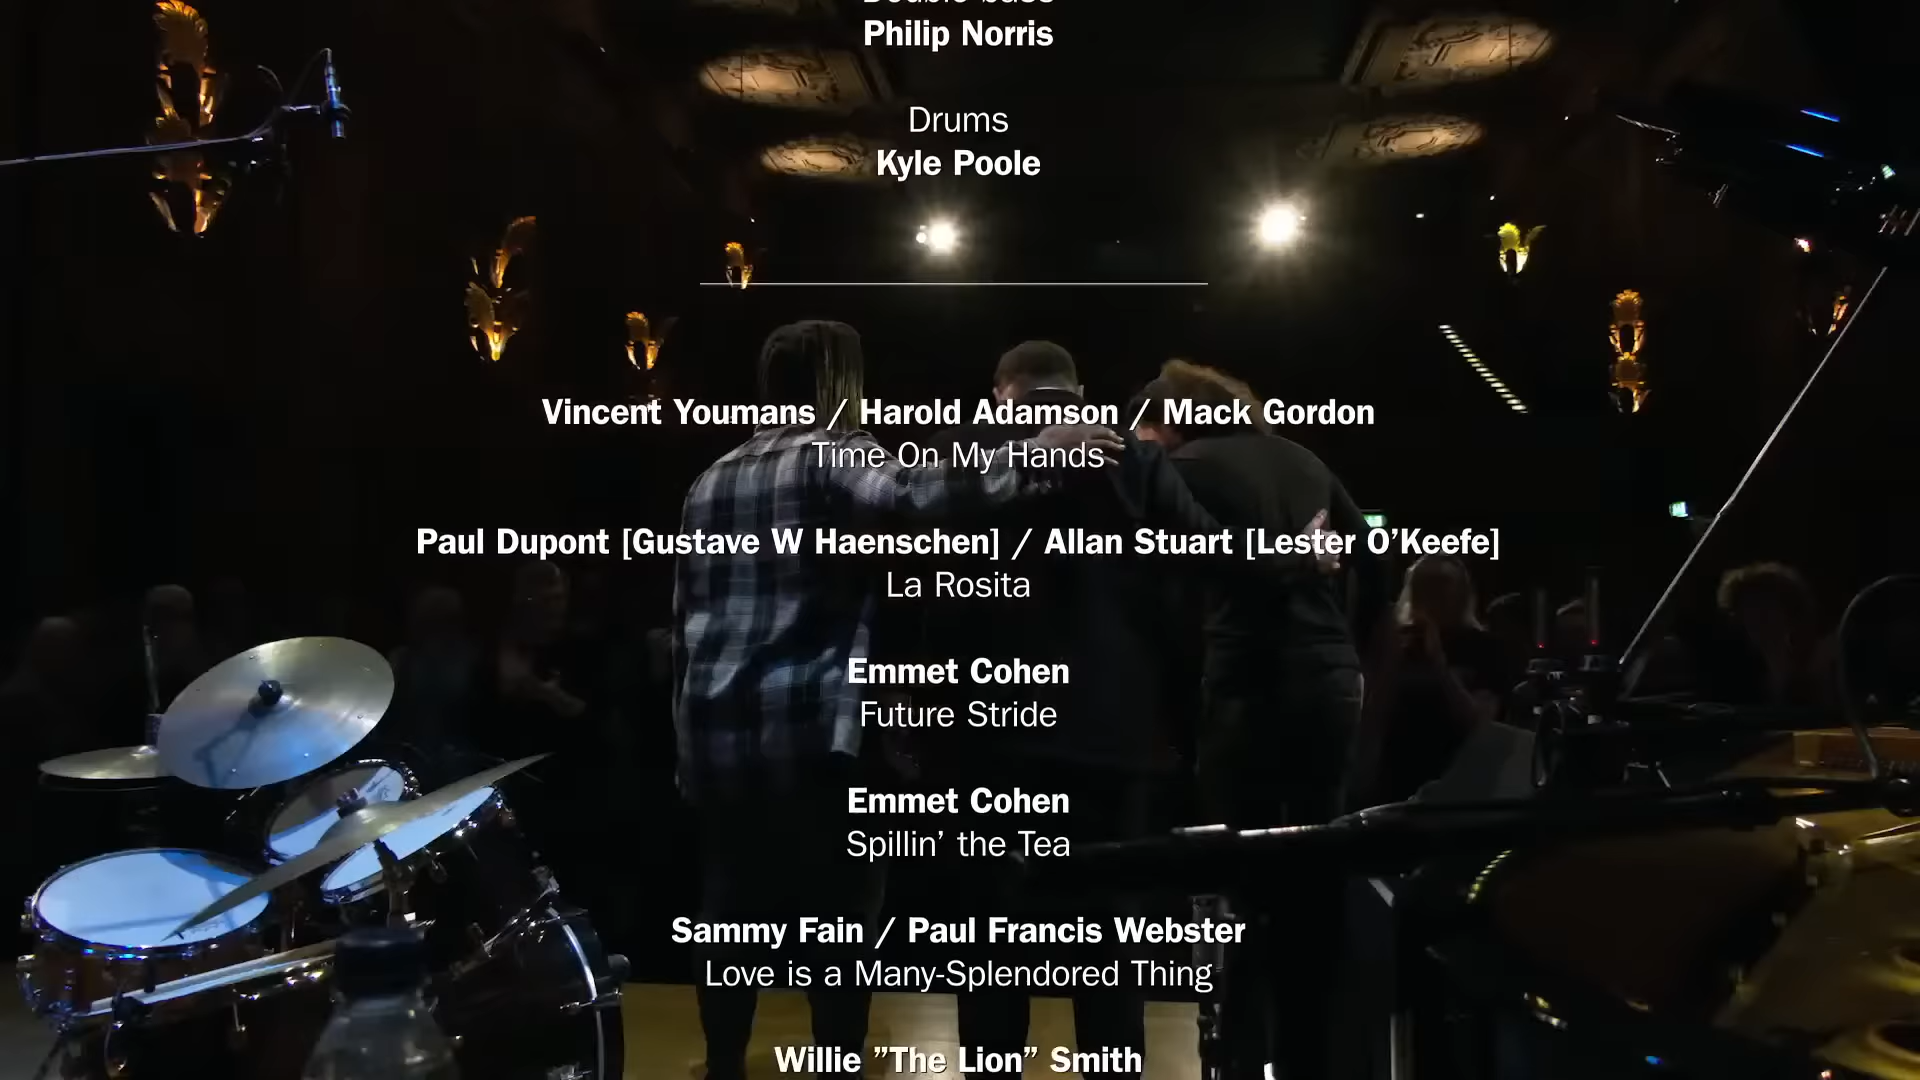 Double bass
Philip Norris
Drums
Kyle Poole
Vincent Youmans / Harold Adamson / Mack Gordon
Time On My Hands
Paul Dupont [Gustave W Haenschen] / Allan Stuart [Lester O’Keefe]
La Rosita
Emmet Cohen
Future Stride
Emmet Cohen
Spillin’ the Tea
Sammy Fain / Paul Francis Webster
Love is a Many-Splendored Thing
Willie ”The Lion” Smith